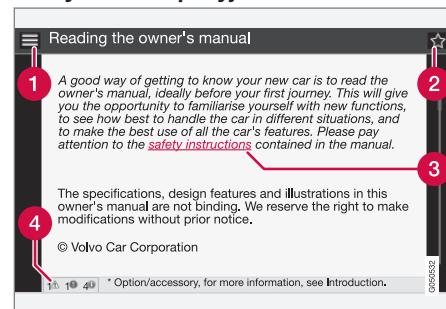 Reading the owner's manual
1
2
A good way of getting to know your new car is to read the
owner's manual, ideally before your first journey. This will give
you the opportunity to familiarise yourself with new functions,
to see how best to handle the car in different situations, and
to make the best use of all the car's features. Please pay
attention to the safety instructions contained in the manual.
3
The specifications, design features and illustrations in this
owner's manual are not binding. We reserve the right to make
modifications without prior notice.
4
© Volvo Car Corporation
1 1 4 * Option/accessory, for more information, see Introduction.
G050532